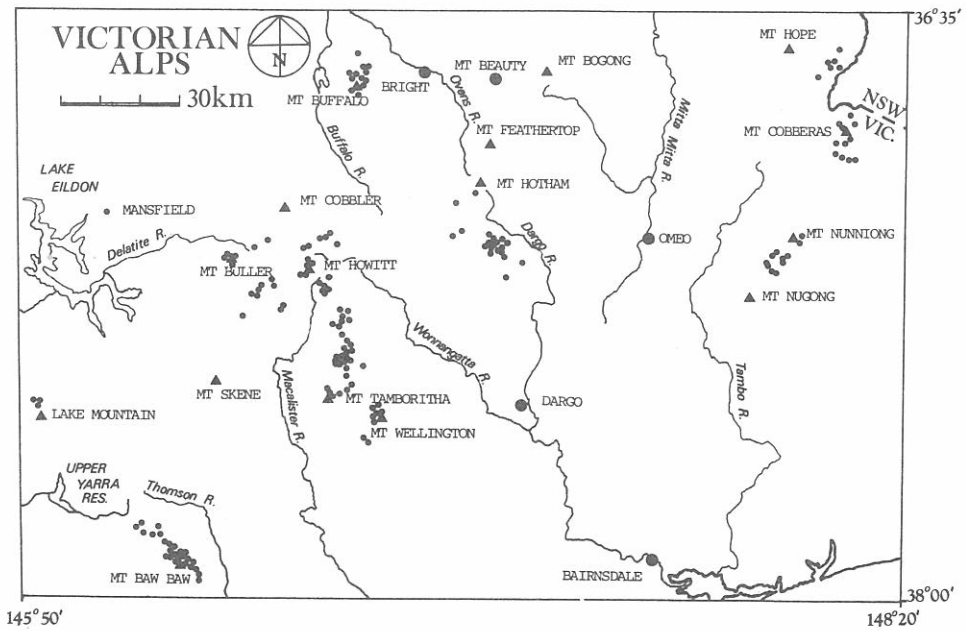 36°35′
VICTORIAN
ALPS
N
30km
MT HOPE
MT BEAUTY
MT BOGONG
BRIGHT
MT BUFFALO
Ovens R.
NSW
VIC.
Mitta Mitta R.
MT COBBERAS
Buffalo R.
MT FEATHERTOP
LAKE
EILDON
MT HOTHAM
MT COBBLER
MANSFIELD
Dargo R.
Delatite R.
OMEO
MT NUNNIONG
MT BULLER
MT HOWITT
MT NUGONG
Wonnangatta R.
Tambo R.
Macalister R.
MT SKENE
MT TAMBORITHA
DARGO
LAKE MOUNTAIN
MT WELLINGTON
UPPER
YARRA
RES.
Thomson R.
MT BAW BAW
BAIRNSDALE
38°00′
145°50′
148°20′